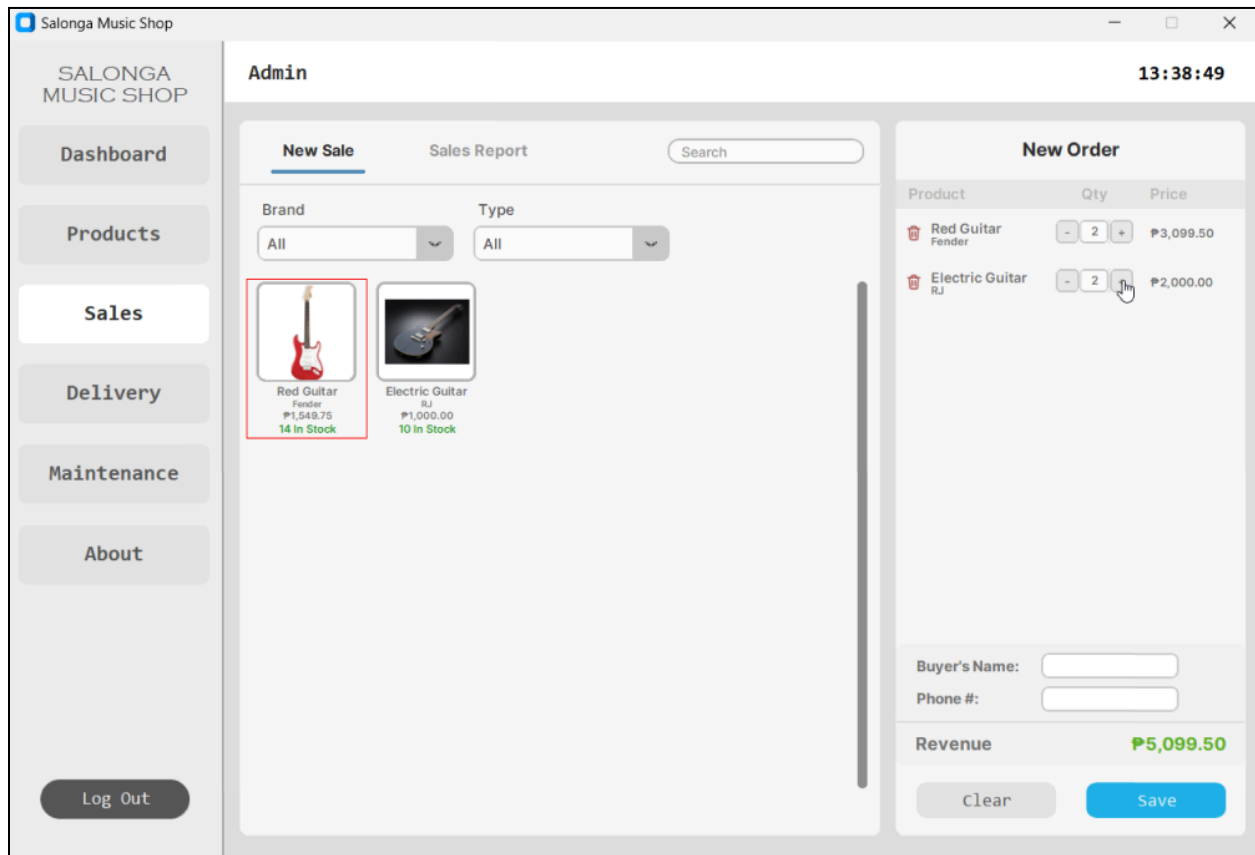 Salonga Music Shop
SALONGA
MUSIC SHOP
Dashboard
Products
Sales
Delivery
Maintenance
About
Log Out
Admin
13:38:49
New Sale
Sales Report
Search
Brand
Type
All
All
Red Guitar
Fender
₱1,549.75
14 In Stock
Electric Guitar
RJ
₱1,000.00
10 In Stock
New Order
Product Qty Price
Red Guitar
Fender
- 2 + ₱3,099.50
Electric Guitar
RJ
- 2 ₱2,000.00
Buyer's Name:
Phone #:
Revenue ₱5,099.50
Clear
Save